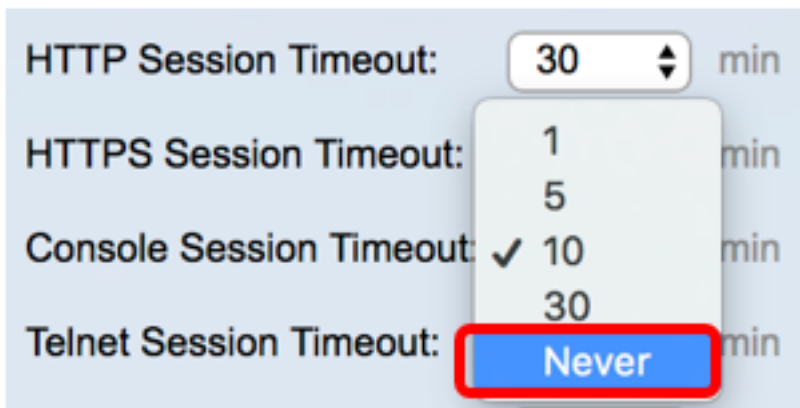 HTTP Session Timeout: 30 min
1
HTTPS Session Timeout: min
5
Console Session Timeout: ✓ 10 min
30
Telnet Session Timeout: min
Never